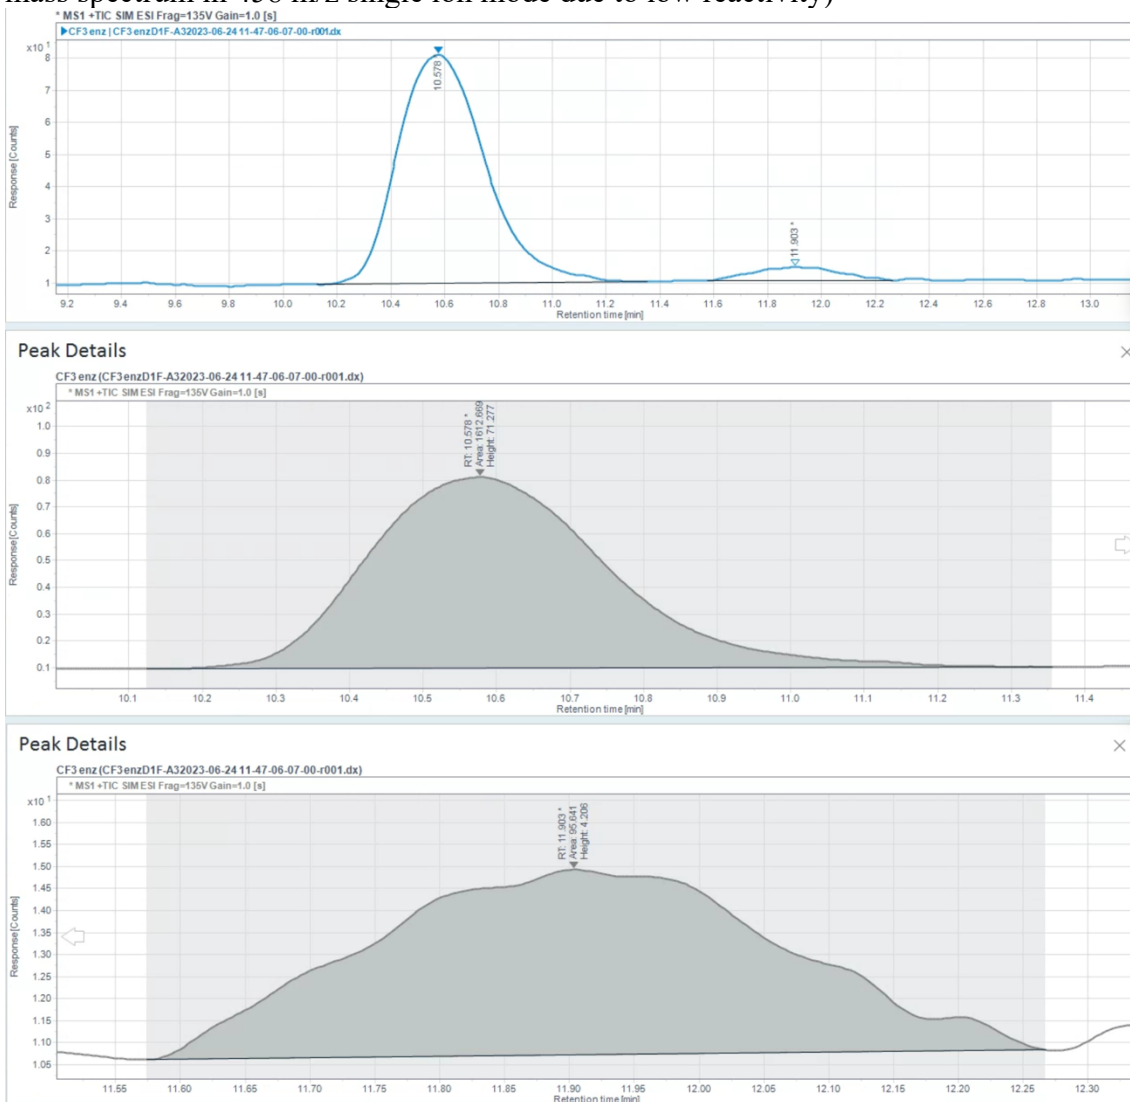 mass spectrum in 458 m/z single ion mode due to low reactivity)
* MS1 +TIC SIM ESI Frag=135V Gain=1.0 [s]
CF3 enz | CF3 enzD1F-A32023-06-24 11-47-06-07-00-r001.dx
x10 1
8
7
6
5
4
3
2
1
Response [Counts]
10.578
11.903 *
9.2 9.4 9.6 9.8 10.0 10.2 10.4 10.6 10.8 11.0 11.2 11.4 11.6 11.8 12.0 12.2 12.4 12.6 12.8 13.0
Retention time [min]
Peak Details
CF3 enz (CF3 enzD1F-A32023-06-24 11-47-06-07-00-r001.dx)
* MS1 +TIC SIM ESI Frag=135V Gain=1.0 [s]
x10 2
1.0
0.9
0.8
0.7
0.6
0.5
0.4
0.3
0.2
0.1
Response [Counts]
RT: 10.578 *
Area: 1612.669
Height: 71.277
10.1 10.2 10.3 10.4 10.5 10.6 10.7 10.8 10.9 11.0 11.1 11.2 11.3 11.4
Retention time [min]
Peak Details
CF3 enz (CF3 enzD1F-A32023-06-24 11-47-06-07-00-r001.dx)
* MS1 +TIC SIM ESI Frag=135V Gain=1.0 [s]
x10 1
1.60
1.55
1.50
1.45
1.40
1.35
1.30
1.25
1.20
1.15
1.10
1.05
Response [Counts]
RT: 11.903 *
Area: 95.641
Height: 4.206
11.55 11.60 11.65 11.70 11.75 11.80 11.85 11.90 11.95 12.00 12.05 12.10 12.15 12.20 12.25 12.30
Retention time [min]